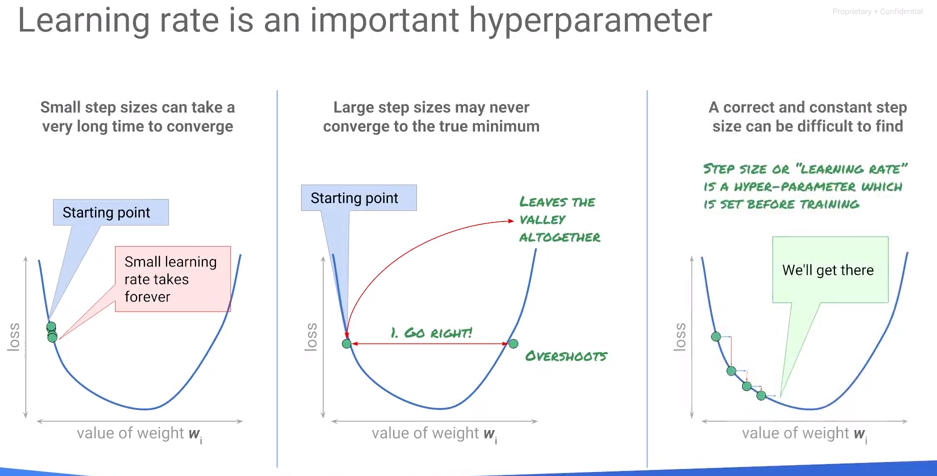 Proprietary + Confidential
Learning rate is an important hyperparameter
Small step sizes can take a
very long time to converge
Starting point
Small learning
rate takes
forever
loss
value of weight wi
Large step sizes may never
converge to the true minimum
Starting point
LEAVES THE
VALLEY
ALTOGETHER
1. GO RIGHT!
OVERSHOOTS
loss
value of weight wi
A correct and constant step
size can be difficult to find
STEP SIZE OR "LEARNING RATE"
IS A HYPER-PARAMETER WHICH
IS SET BEFORE TRAINING
We'll get there
loss
value of weight wi